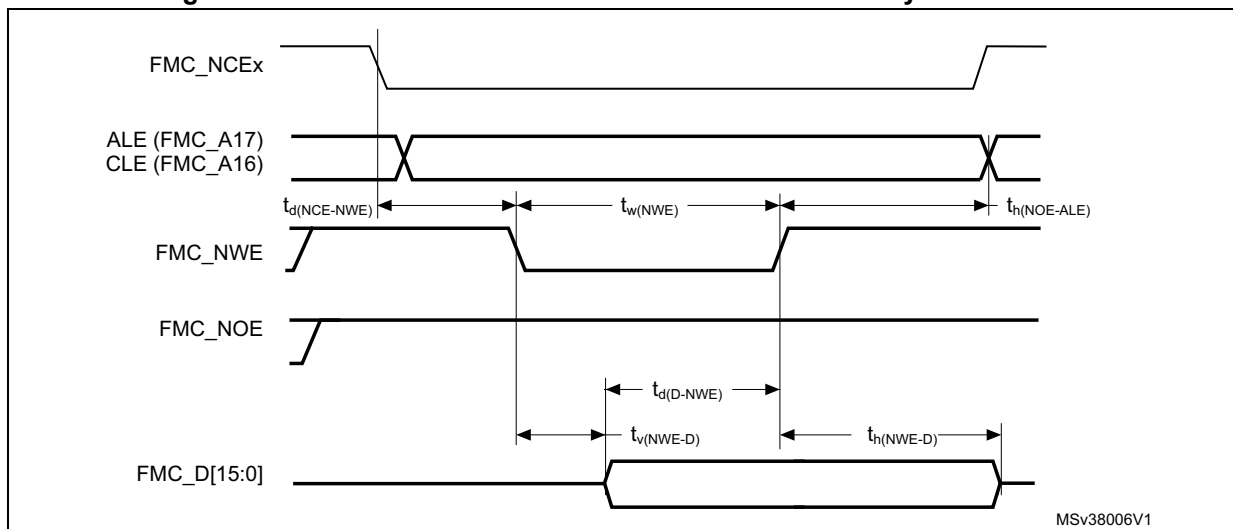 FMC_NCEx
ALE (FMC_A17)
CLE (FMC_A16)
td(NCE-NWE)
tw(NWE)
th(NOE-ALE)
FMC_NWE
FMC_NOE
td(D-NWE)
tv(NWE-D)
th(NWE-D)
FMC_D[15:0]
MSv38006V1